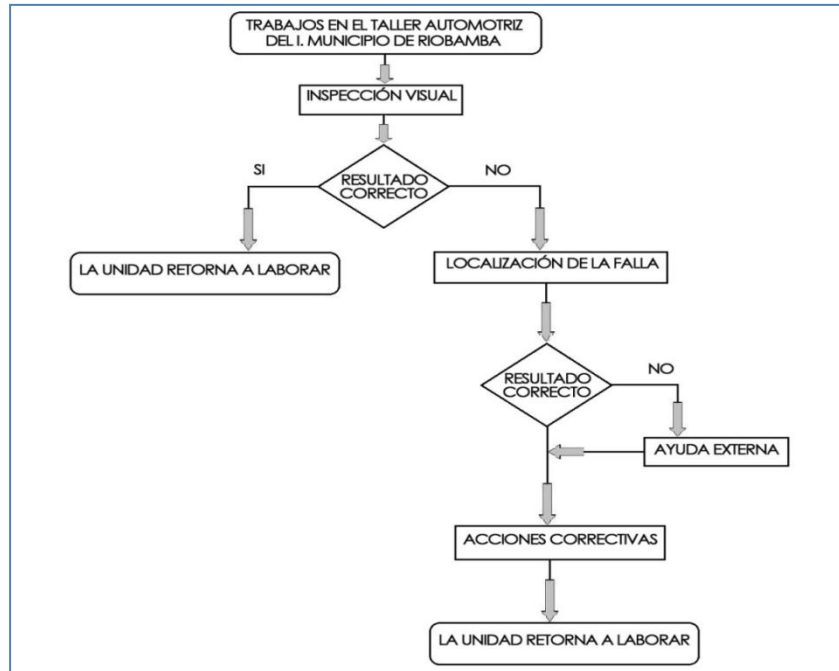 TRABAJOS EN EL TALLER AUTOMOTRIZ
DEL I. MUNICIPIO DE RIOBAMBA
INSPECCIÓN VISUAL
RESULTADO
CORRECTO
SI
NO
LA UNIDAD RETORNA A LABORAR
LOCALIZACIÓN DE LA FALLA
RESULTADO
CORRECTO
NO
AYUDA EXTERNA
ACCIONES CORRECTIVAS
LA UNIDAD RETORNA A LABORAR